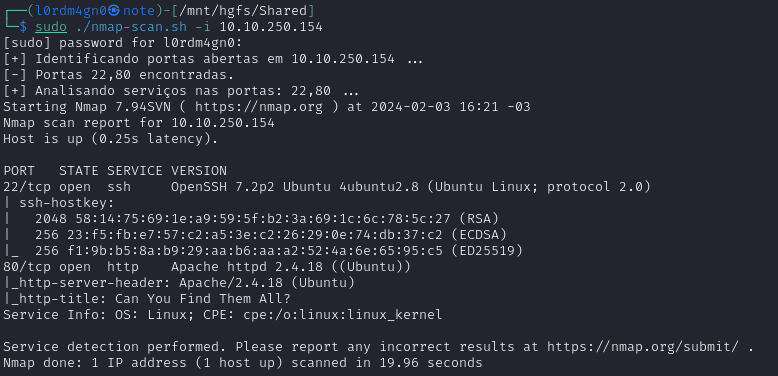 ┌──(l0rdm4gn0㉿note)-[/mnt/hgfs/Shared]
└─$ sudo ./nmap-scan.sh -i 10.10.250.154
[sudo] password for l0rdm4gn0:
[+] Identificando portas abertas em 10.10.250.154 ...
[-] Portas 22,80 encontradas.
[+] Analisando serviços nas portas: 22,80 ...
Starting Nmap 7.94SVN ( https://nmap.org ) at 2024-02-03 16:21 -03
Nmap scan report for 10.10.250.154
Host is up (0.25s latency).

PORT   STATE SERVICE VERSION
22/tcp open  ssh     OpenSSH 7.2p2 Ubuntu 4ubuntu2.8 (Ubuntu Linux; protocol 2.0)
| ssh-hostkey:
|   2048 58:14:75:69:1e:a9:59:5f:b2:3a:69:1c:6c:78:5c:27 (RSA)
|   256 23:f5:fb:e7:57:c2:a5:3e:c2:26:29:0e:74:db:37:c2 (ECDSA)
|_  256 f1:9b:b5:8a:b9:29:aa:b6:aa:a2:52:4a:6e:65:95:c5 (ED25519)
80/tcp open  http    Apache httpd 2.4.18 ((Ubuntu))
|_http-server-header: Apache/2.4.18 (Ubuntu)
|_http-title: Can You Find Them All?
Service Info: OS: Linux; CPE: cpe:/o:linux:linux_kernel

Service detection performed. Please report any incorrect results at https://nmap.org/submit/ .
Nmap done: 1 IP address (1 host up) scanned in 19.96 seconds